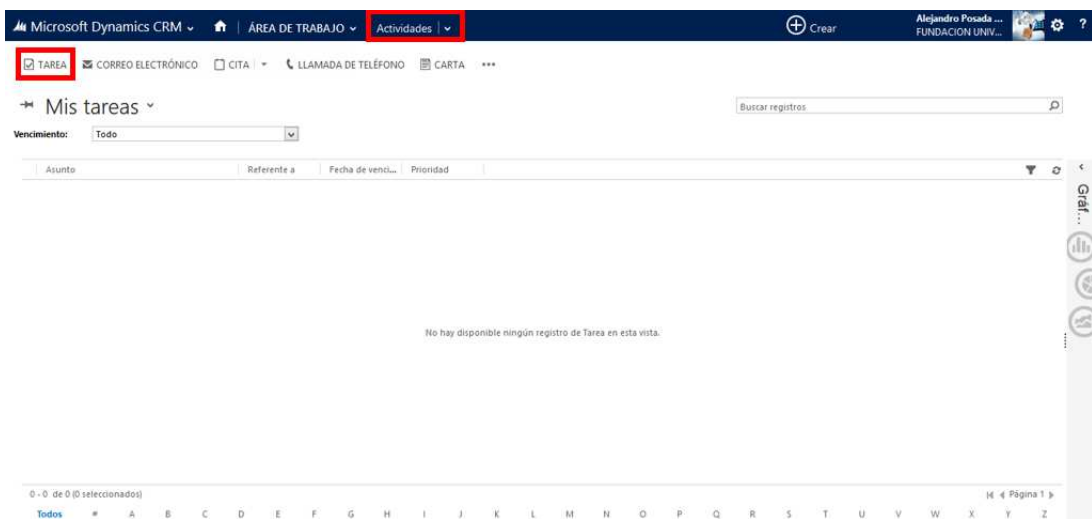 Microsoft Dynamics CRM ÁREA DE TRABAJO Actividades Crear Alejandro Posada ... ?
FUNDACION UNIV...
TAREA CORREO ELECTRÓNICO CITA LLAMADA DE TELÉFONO CARTA ...
Mis tareas Buscar registros
Vencimiento: Todo
Asunto Referente a Fecha de venci... Prioridad
Gráf...
No hay disponible ningún registro de Tarea en esta vista.
0 - 0 de 0 (0 seleccionados) Página 1
Todos # A B C D E F G H I J K L M N O P Q R S T U V W X Y Z